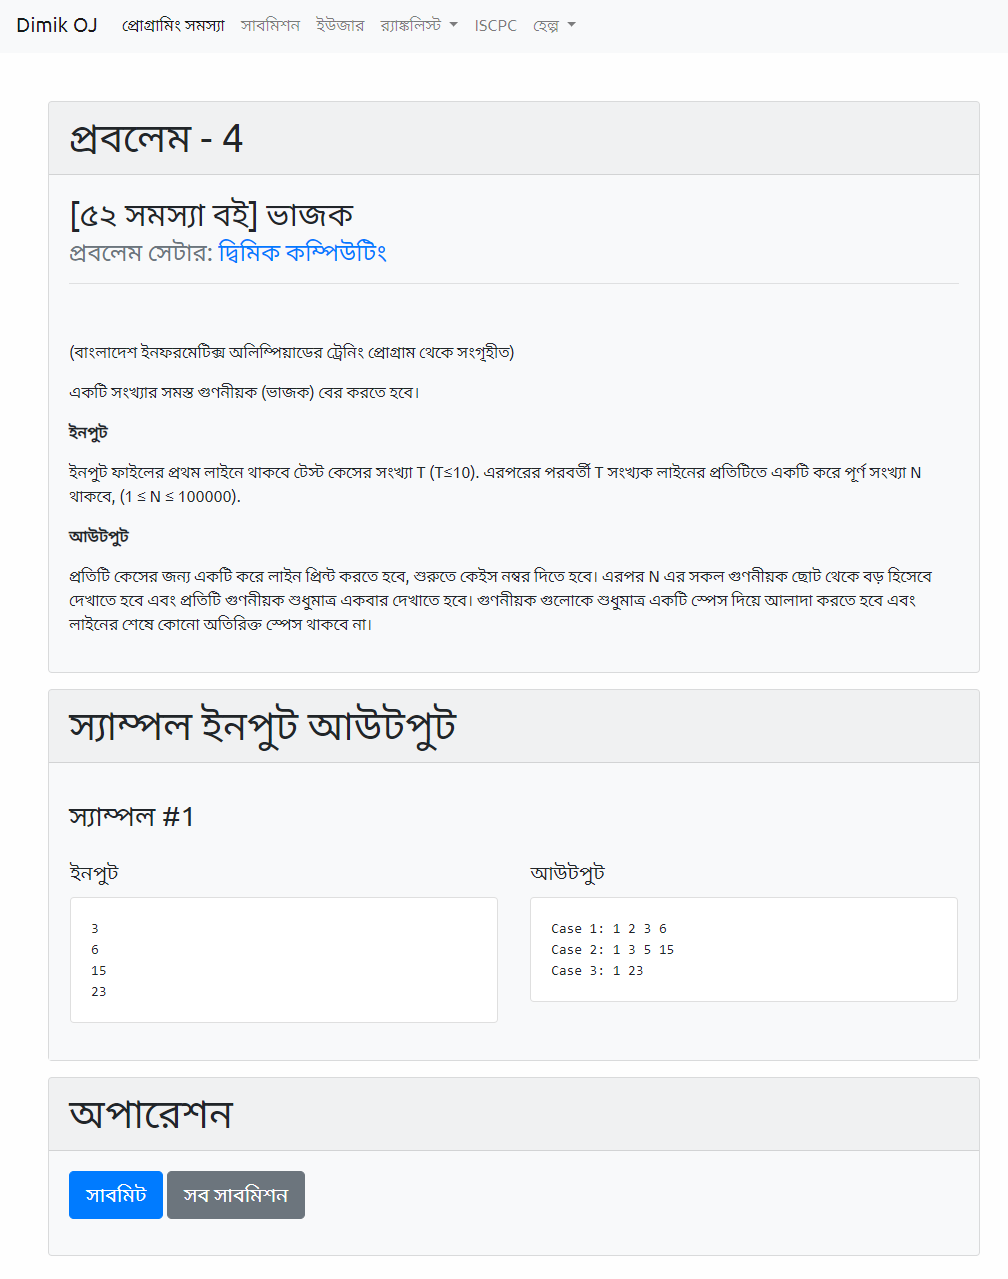 Dimik OJ প্রোগ্রামিং সমস্যা সাবমিশন ইউজার র‍্যাঙ্কলিস্ট ISCPC হেল্প
প্রবলেম - 4
[৫২ সমস্যা বই] ভাজক
প্রবলেম সেটার: দ্বিমিক কম্পিউটিং
(বাংলাদেশ ইনফরমেটিক্স অলিম্পিয়াডের ট্রেনিং প্রোগ্রাম থেকে সংগৃহীত)
একটি সংখ্যার সমস্ত গুণনীয়ক (ভাজক) বের করতে হবে।
ইনপুট
ইনপুট ফাইলের প্রথম লাইনে থাকবে টেস্ট কেসের সংখ্যা T (T≤10). এরপরের পরবর্তী T সংখ্যক লাইনের প্রতিটিতে একটি করে পূর্ণ সংখ্যা N
থাকবে, (1 ≤ N ≤ 100000).
আউটপুট
প্রতিটি কেসের জন্য একটি করে লাইন প্রিন্ট করতে হবে, শুরুতে কেইস নম্বর দিতে হবে। এরপর N এর সকল গুণনীয়ক ছোট থেকে বড় হিসেবে
দেখাতে হবে এবং প্রতিটি গুণনীয়ক শুধুমাত্র একবার দেখাতে হবে। গুণনীয়ক গুলোকে শুধুমাত্র একটি স্পেস দিয়ে আলাদা করতে হবে এবং
লাইনের শেষে কোনো অতিরিক্ত স্পেস থাকবে না।
স্যাম্পল ইনপুট আউটপুট
স্যাম্পল #1
ইনপুট
3
6
15
23
আউটপুট
Case 1: 1 2 3 6
Case 2: 1 3 5 15
Case 3: 1 23
অপারেশন
সাবমিট সব সাবমিশন